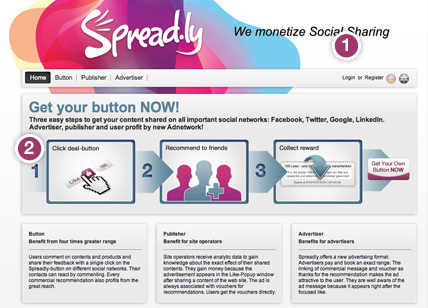 Spread.ly
We monetize Social Sharing
1
Home Button Publisher Advertiser
Login or Register
Get your button NOW!
Three easy steps to get your content shared on all important social networks: Facebook, Twitter, Google, LinkedIn.
Advertiser, publisher and user profit by new Adnetwork!
2
1 Click deal-button
2 Recommend to friends
3 Collect reward
Like
Get Your Own
Button NOW
Button
Benefit from four times greater range
Users comment on contents and products and
share their feedback with a single click on the
Spreadly-button on different social networks. Their
contacts can react by commenting. Every
commercial recommendation also profits from the
great reach.
Publisher
Benefit for site operators
Site operators receive analytic data to gain
knowledge about the exact effect of their shared
contents. They gain money because the
advertisement appears in the Like-Popup window
after sharing a content of the web site. The ad is
always associated with vouchers for
recommendations. Users get the vouchers directly.
Advertiser
Benefits for advertisers
Spreadly offers a new advertising format.
Advertisers pay and book an exact range. The
linking of commercial message and voucher as
thanks for the recommendation makes the ad
attractive to the user. They are well aware of the
ad message because it appears right after the
focused like.